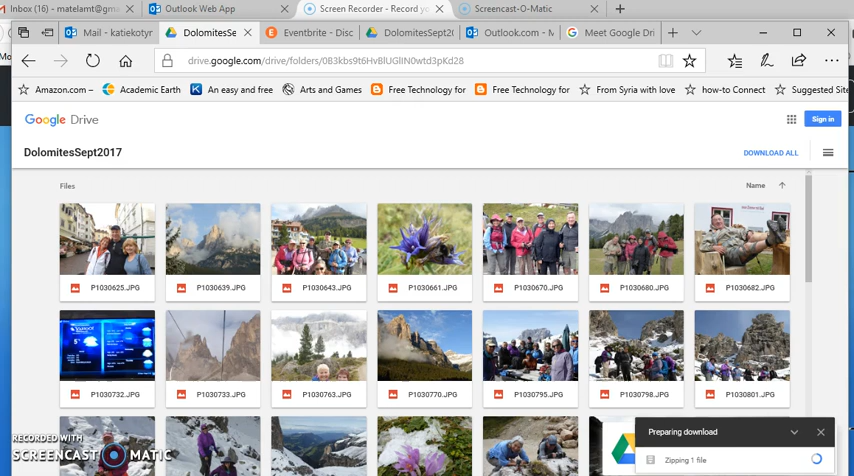 Inbox (16) - matelamt@gma
Outlook Web App
Screen Recorder - Record yo
Screencast-O-Matic
Mail - katiekotyr
DolomitesSe
Eventbrite - Disc
DolomitesSept20
Outlook.com - M
Meet Google Dri
drive.google.com/drive/folders/0B3kbs9t6HvBlUGlIN0wtd3pKd28
Amazon.com –
Academic Earth
An easy and free
Arts and Games
Free Technology for
Free Technology for
From Syria with love
how-to Connect
Suggested Site
Google Drive
Sign in
DolomitesSept2017
DOWNLOAD ALL
Files
Name
P1030625.JPG
P1030639.JPG
P1030643.JPG
P1030661.JPG
P1030670.JPG
P1030680.JPG
P1030682.JPG
P1030732.JPG
P1030733.JPG
P1030763.JPG
P1030770.JPG
P1030795.JPG
P1030798.JPG
P1030801.JPG
Preparing download
Zipping 1 file
RECORDED WITH
SCREENCAST MATIC